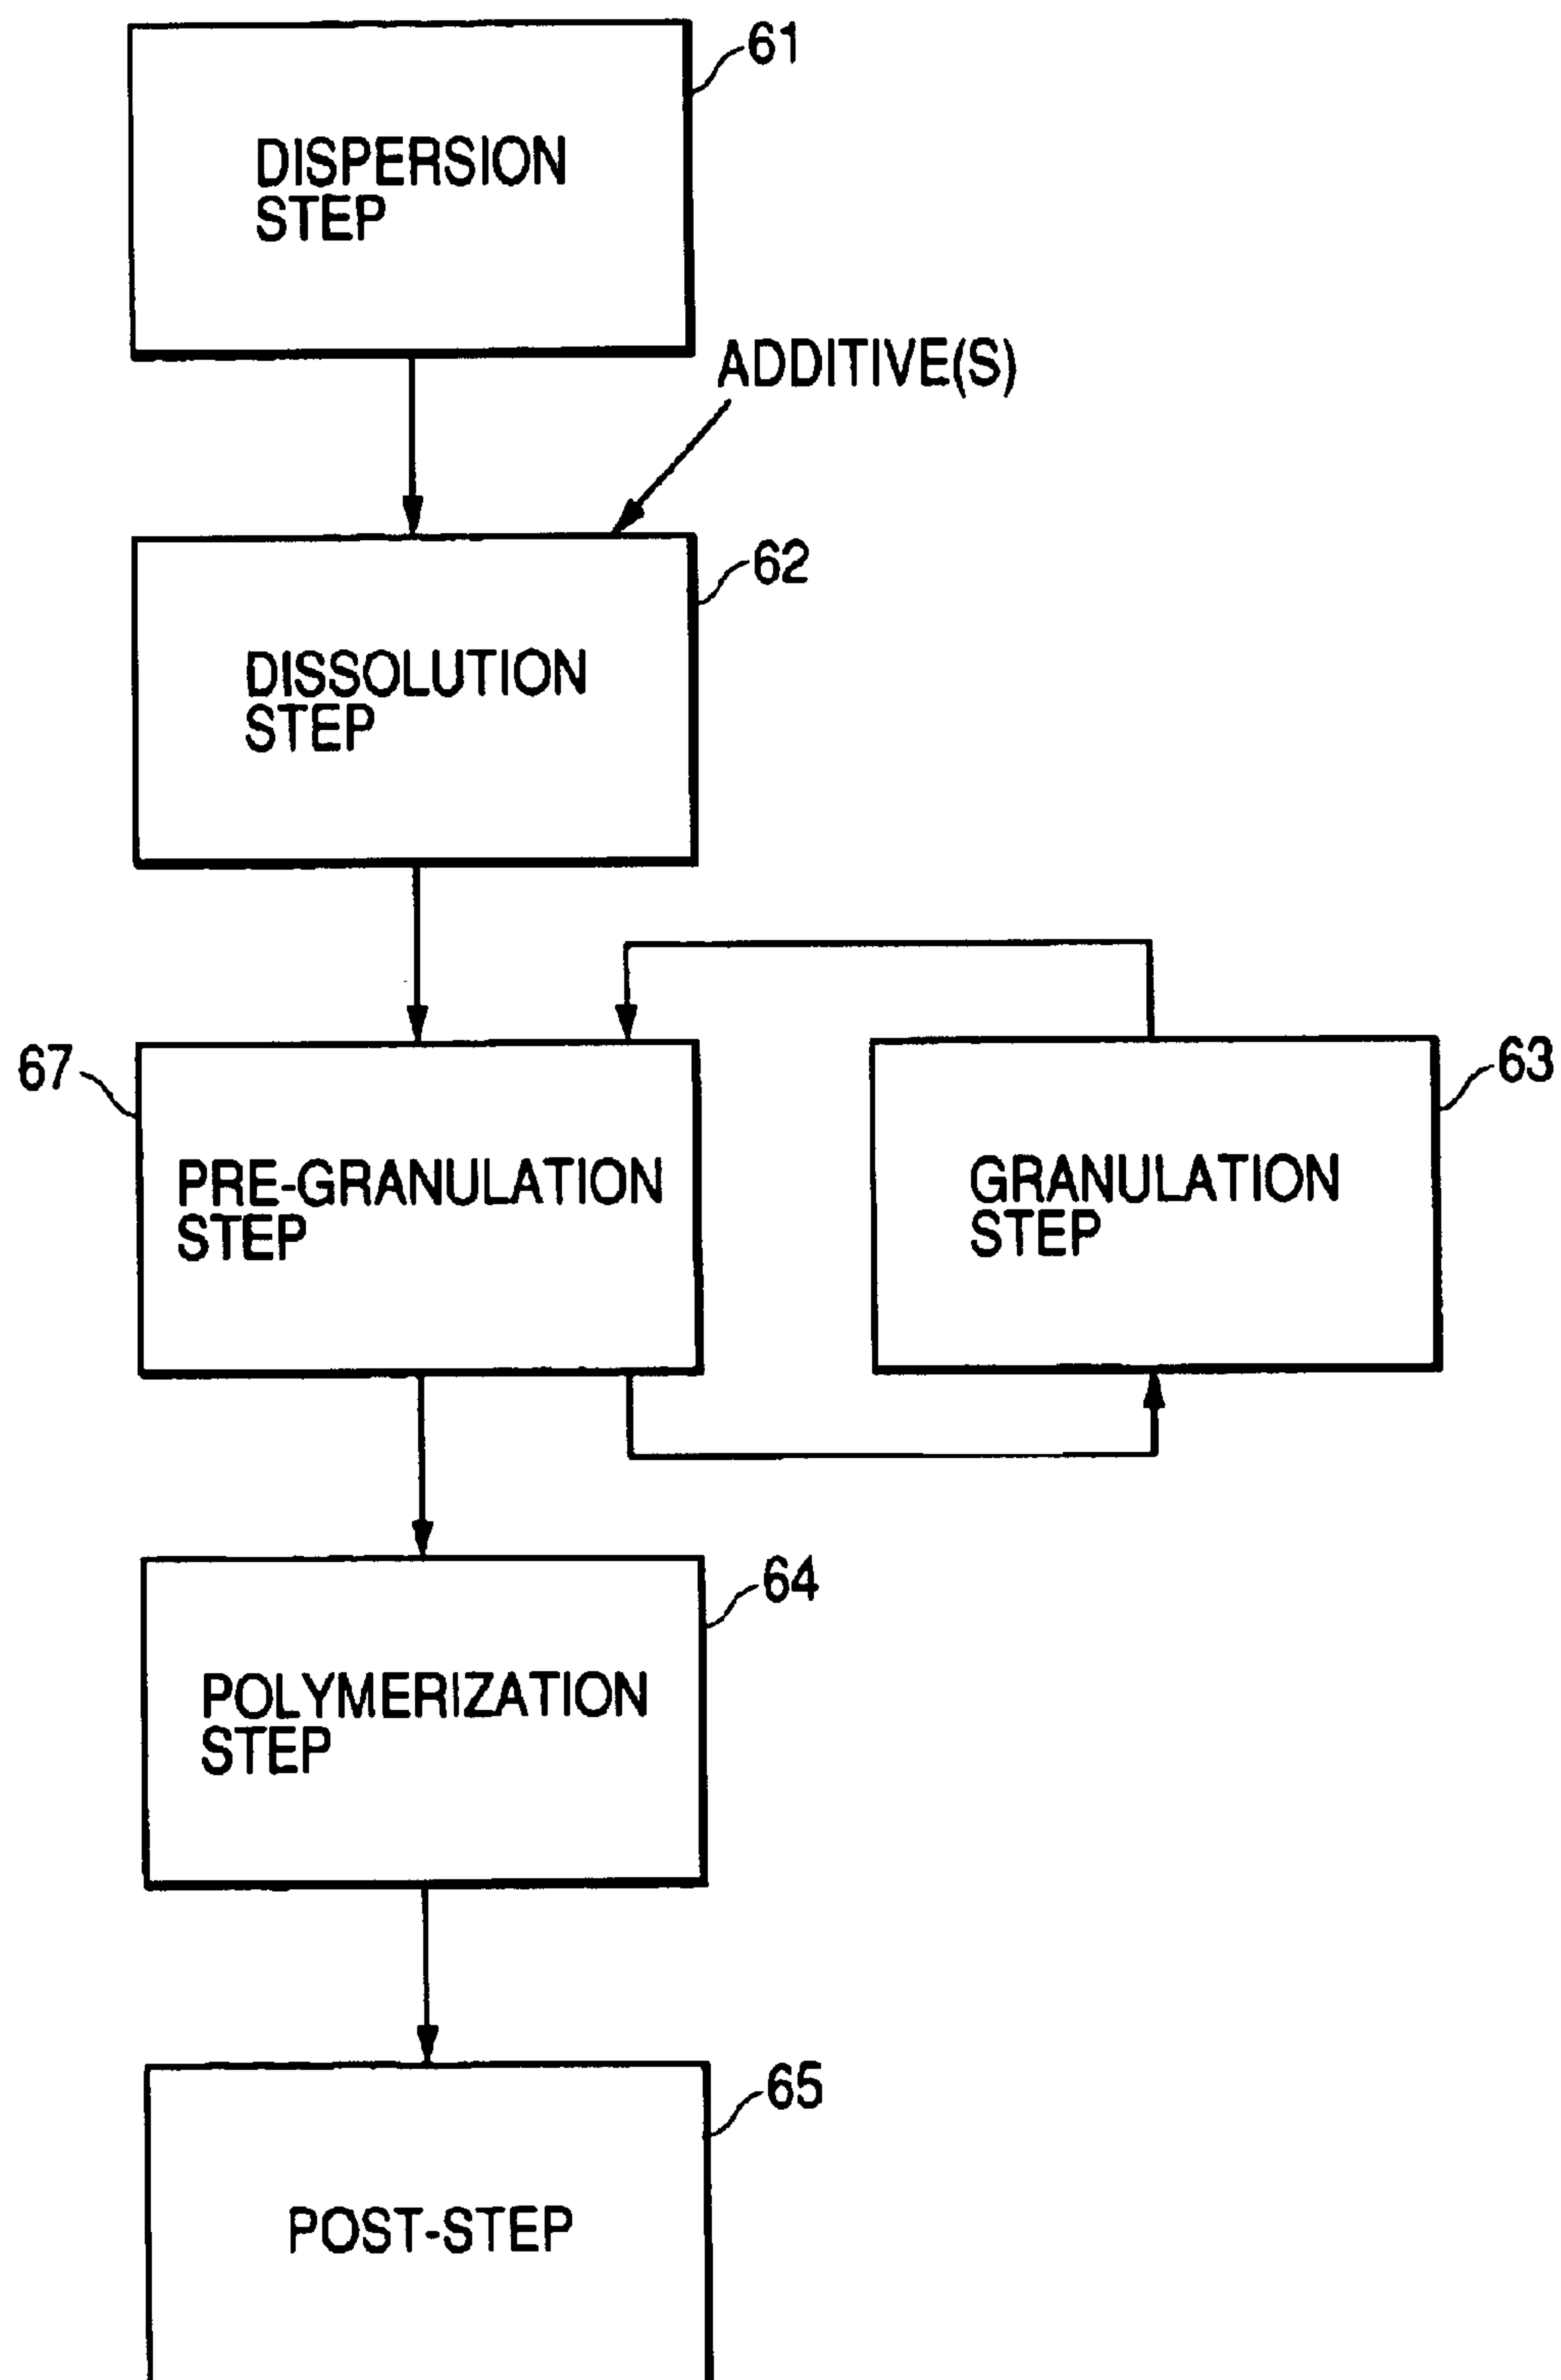 61
DISPERSION
STEP
ADDITIVE(S)
62
DISSOLUTION
STEP
67
PRE-GRANULATION
STEP
63
GRANULATION
STEP
64
POLYMERIZATION
STEP
65
POST-STEP